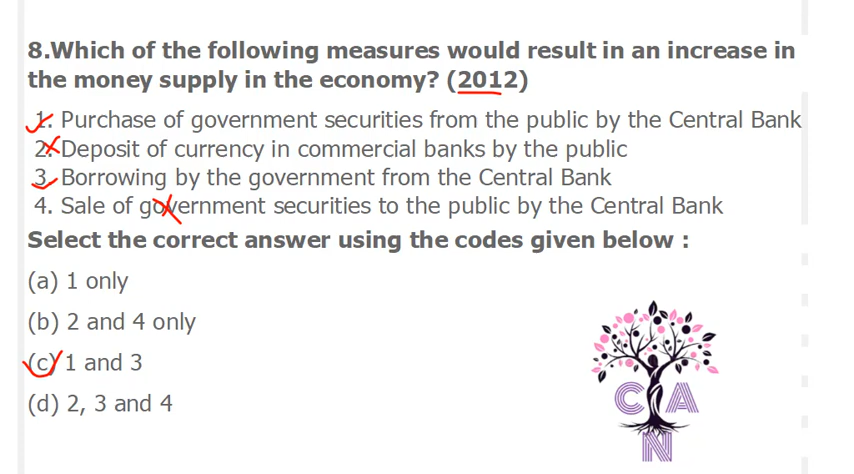 8.Which of the following measures would result in an increase in
the money supply in the economy? (2012)
1. Purchase of government securities from the public by the Central Bank
2. Deposit of currency in commercial banks by the public
3. Borrowing by the government from the Central Bank
4. Sale of government securities to the public by the Central Bank
Select the correct answer using the codes given below :
(a) 1 only
(b) 2 and 4 only
(c) 1 and 3
(d) 2, 3 and 4
C A
N